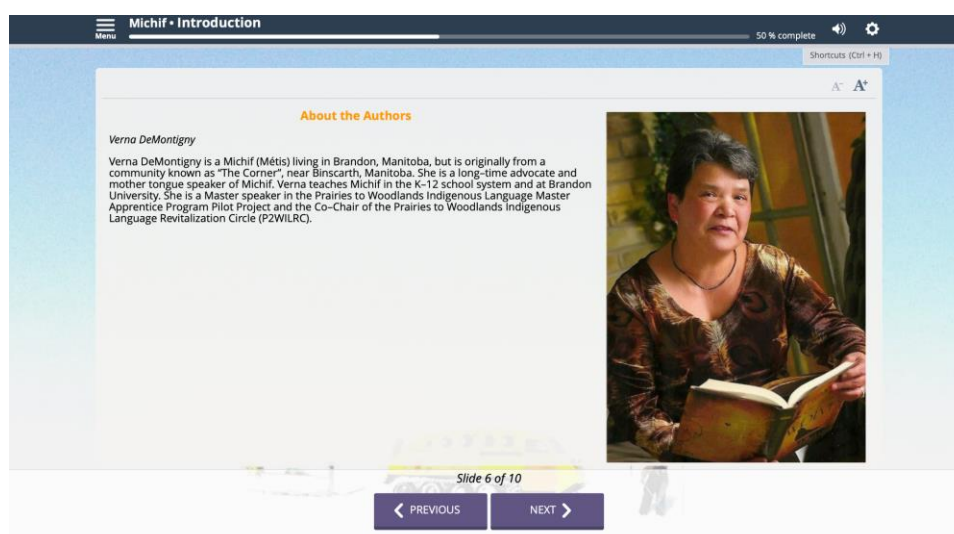 Michif • Introduction
Menu
50 % complete
Shortcuts (Ctrl + H)
A- A+
About the Authors
Verna DeMontigny
Verna DeMontigny is a Michif (Métis) living in Brandon, Manitoba, but is originally from a
community known as “The Corner”, near Binscarth, Manitoba. She is a long–time advocate and
mother tongue speaker of Michif. Verna teaches Michif in the K–12 school system and at Brandon
University. She is a Master speaker in the Prairies to Woodlands Indigenous Language Master
Apprentice Program Pilot Project and the Co–Chair of the Prairies to Woodlands Indigenous
Language Revitalization Circle (P2WILRC).
Slide 6 of 10
PREVIOUS
NEXT